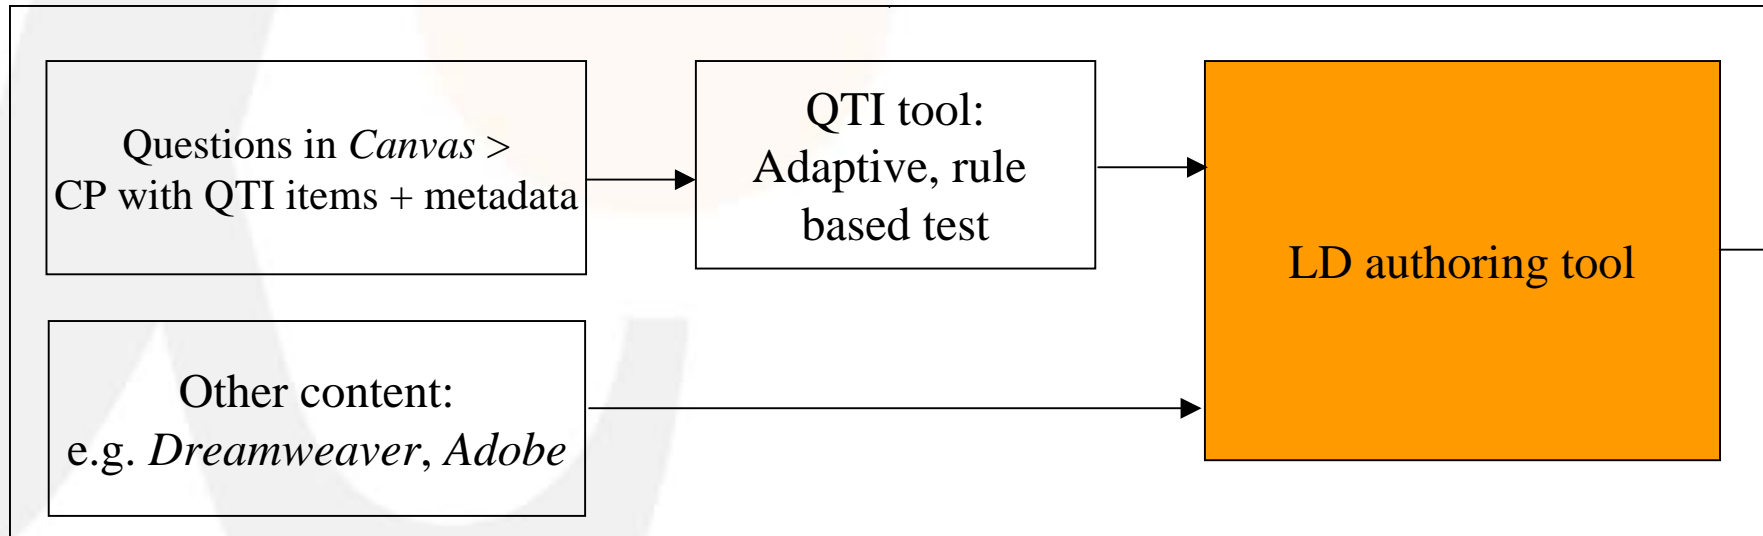 Questions in Canvas >
CP with QTI items + metadata
QTI tool:
Adaptive, rule
based test
LD authoring tool
Other content:
e.g. Dreamweaver, Adobe